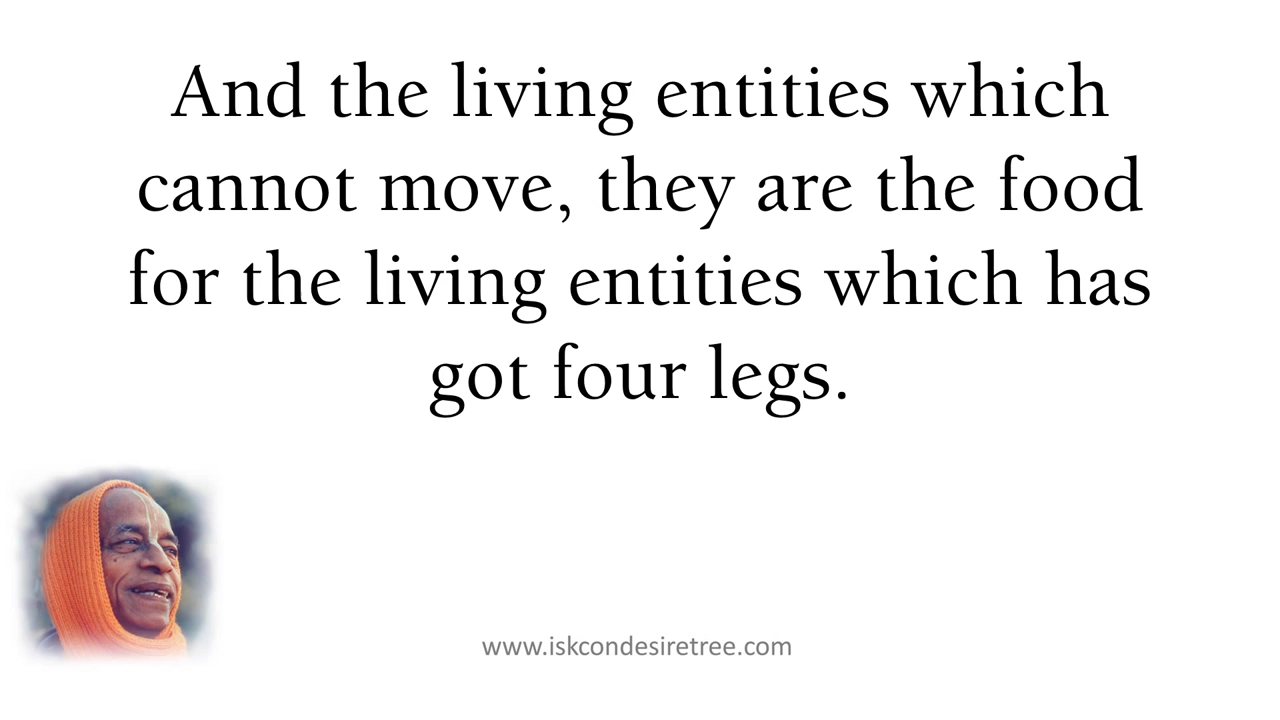 And the living entities which
cannot move, they are the food
for the living entities which has
got four legs.
www.iskcondesiretree.com